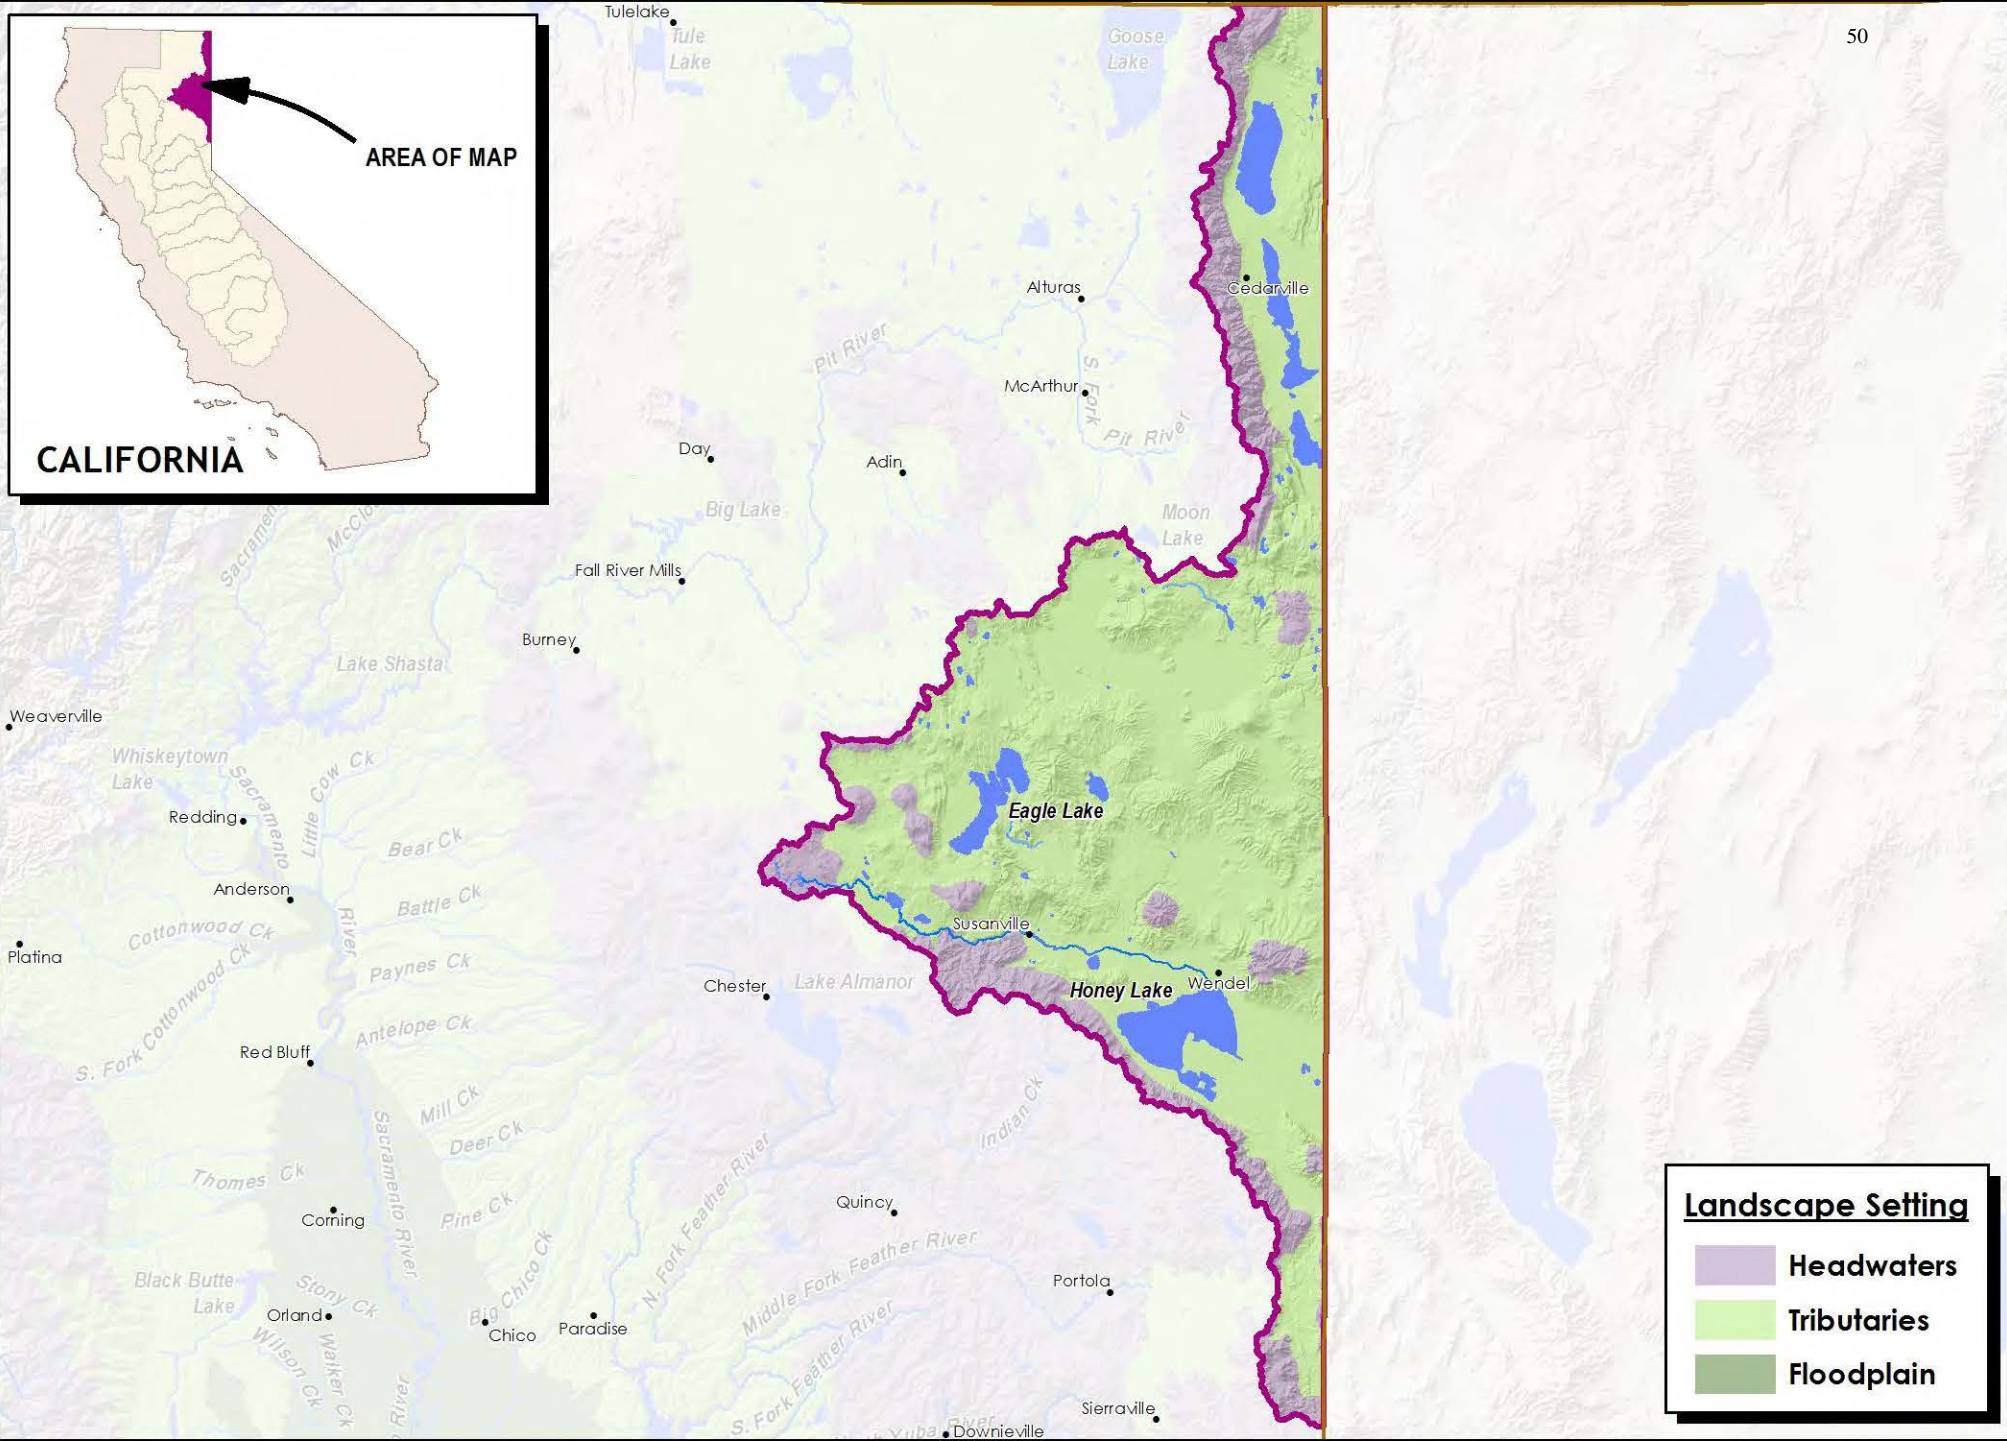 50
AREA OF MAP
CALIFORNIA
Tulelake
Tule
Lake
Goose
Lake
Alturas
Cedarville
Pit River
McArthur
S. Fork
Pit River
Day
Adin
Big Lake
Moon
Lake
Sacramen
McClo
Fall River Mills
Burney
Lake Shasta
Weaverville
Whiskeytown
Lake
Sacramento
River
Little Cow Ck
Redding
Bear Ck
Eagle Lake
Anderson
Battle Ck
Cottonwood Ck
Susanville
Platina
Paynes Ck
S. Fork Cottonwood Ck
Chester
Lake Almanor
Honey Lake
Wendel
Antelope Ck
Red Bluff
Mill Ck
Indian Ck
Deer Ck
Sacramento River
Thomes Ck
Corning
Pine Ck
N. Fork Feather River
Quincy
Middle Fork Feather River
Black Butte
Lake
Stony Ck
Big Chico Ck
Portola
Orland
Chico
Paradise
Wilson Ck
Walker Ck
River
S. Fork Feather River
Sierraville
Yuba River
Downieville
Landscape Setting
Headwaters
Tributaries
Floodplain